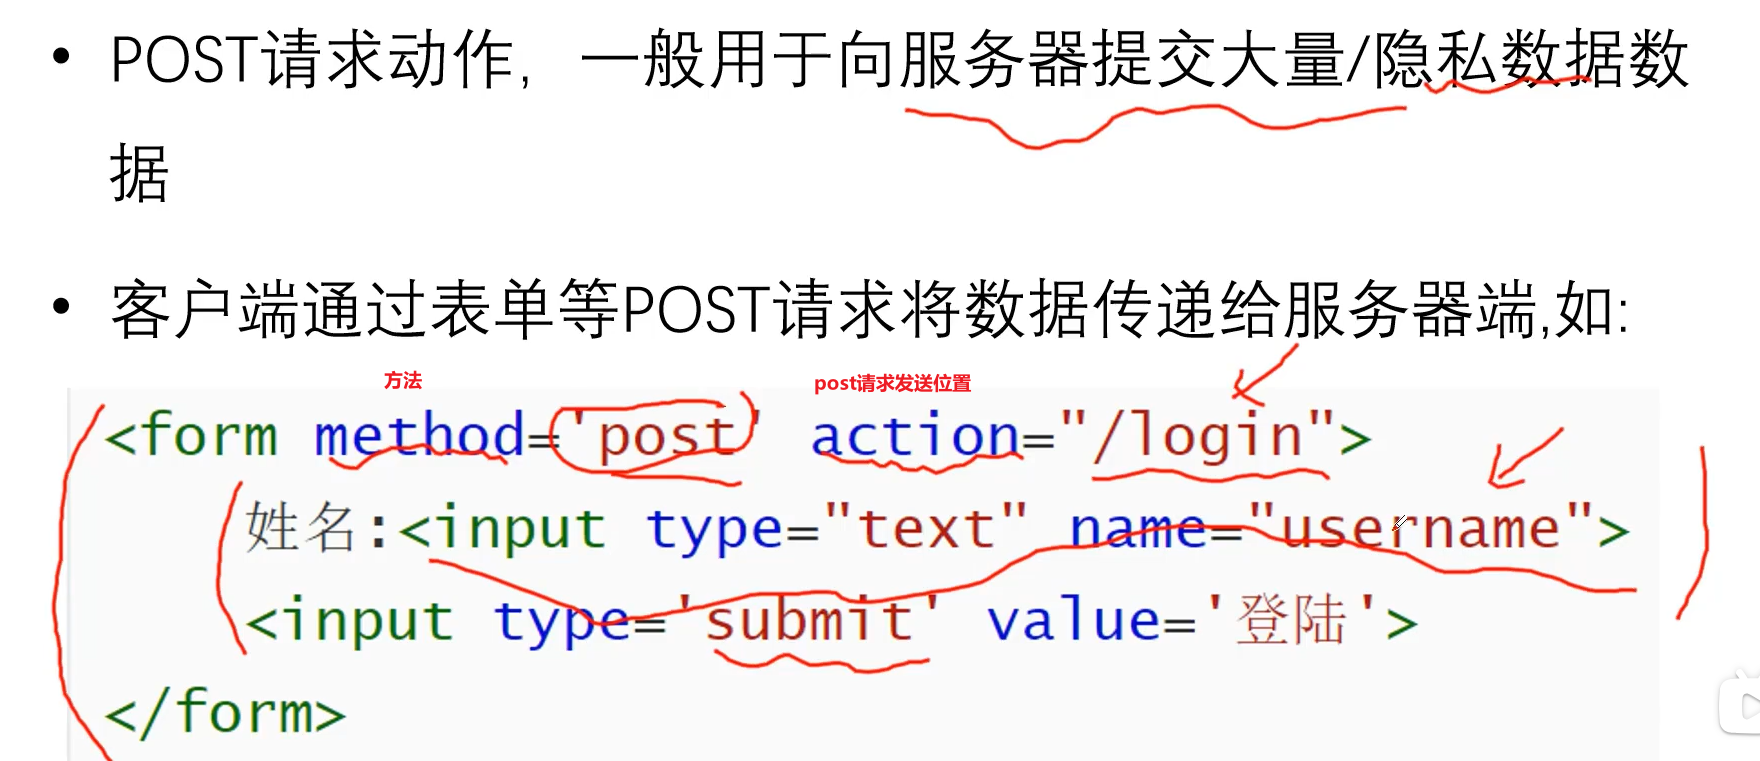 • POST请求动作，一般用于向服务器提交大量/隐私数据数
据
• 客户端通过表单等POST请求将数据传递给服务器端,如:
方法 post请求发送位置
<form method='post' action="/login">
姓名:<input type="text" name="username">
<input type='submit' value='登陆'>
</form>